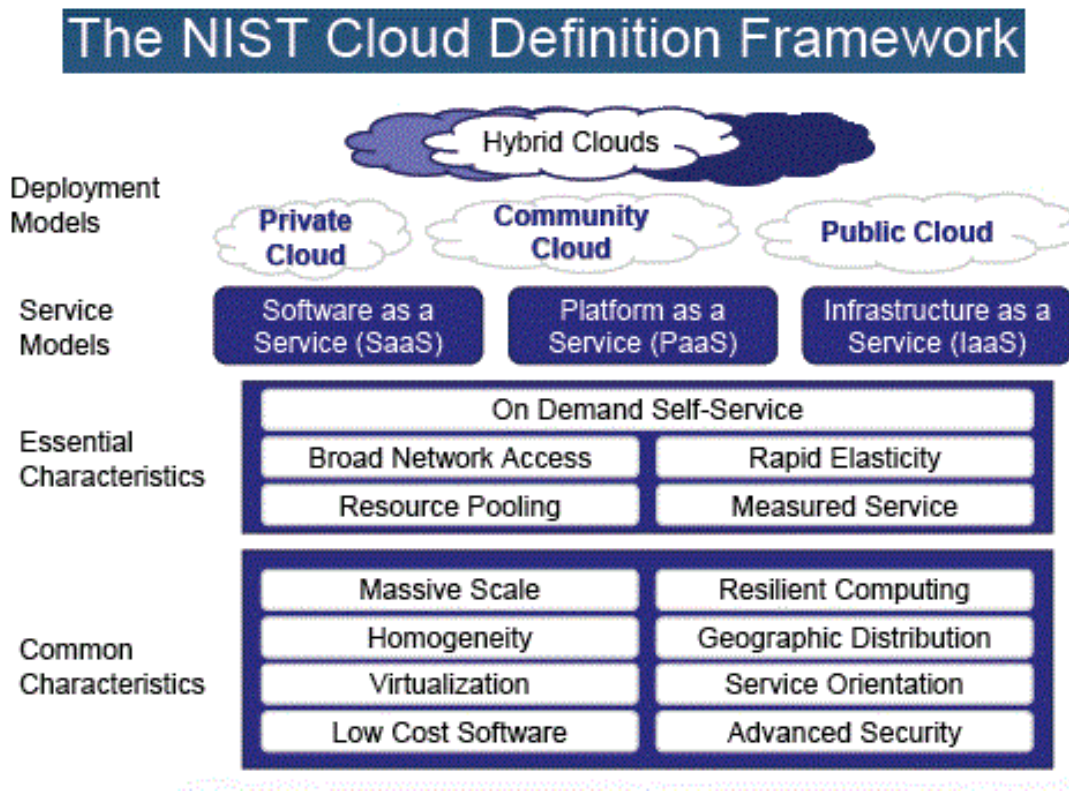 The NIST Cloud Definition Framework
Hybrid Clouds
Deployment
Models
Private
Cloud
Community
Cloud
Public Cloud
Service
Models
Software as a
Service (SaaS)
Platform as a
Service (PaaS)
Infrastructure as a
Service (IaaS)
Essential
Characteristics
On Demand Self-Service
Broad Network Access
Rapid Elasticity
Resource Pooling
Measured Service
Common
Characteristics
Massive Scale
Resilient Computing
Homogeneity
Geographic Distribution
Virtualization
Service Orientation
Low Cost Software
Advanced Security